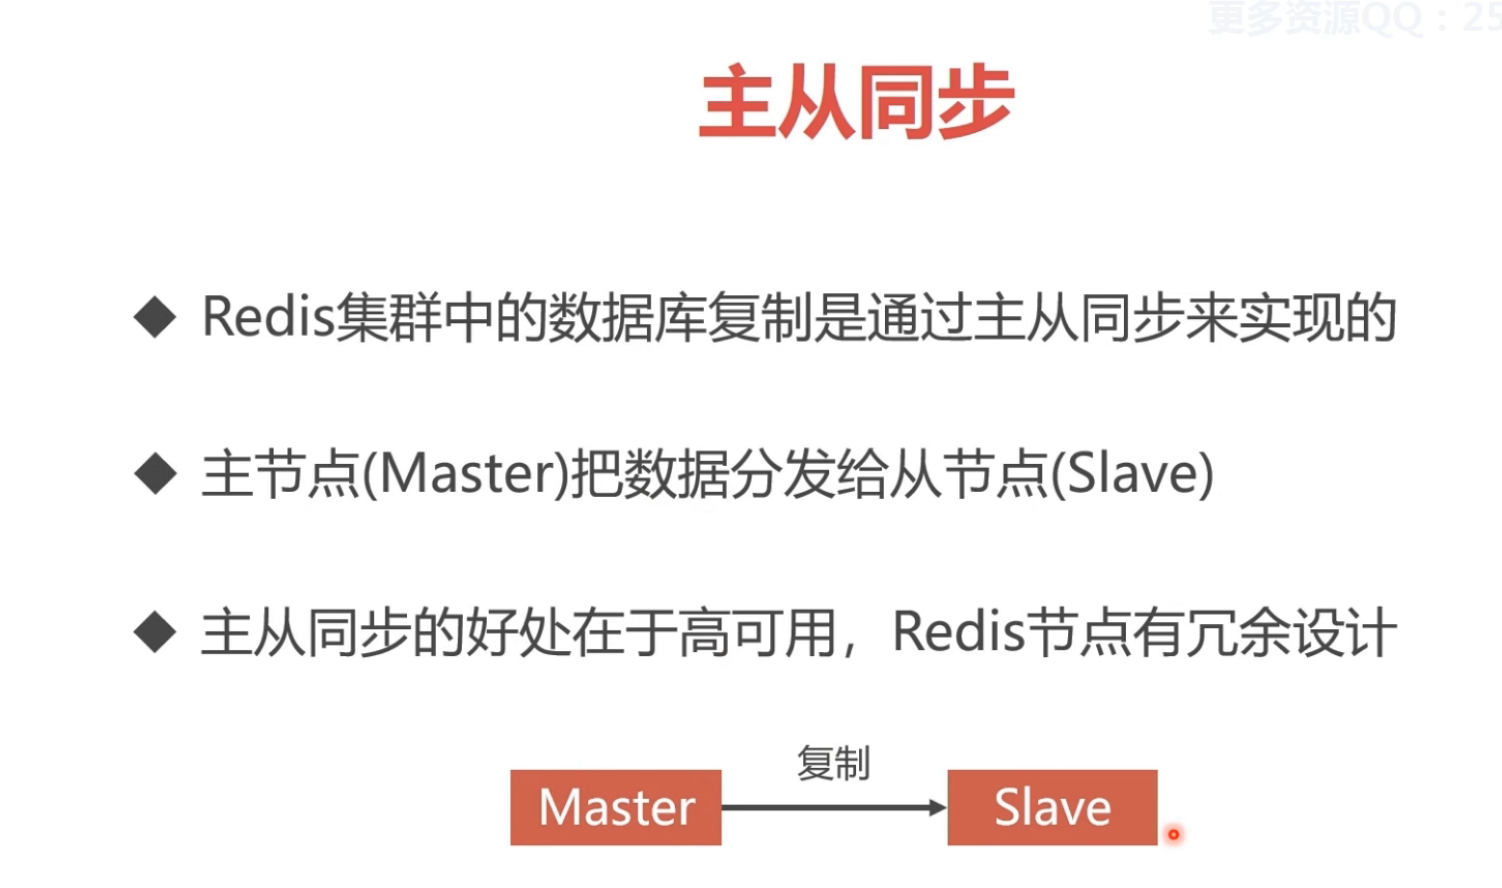 更多资源QQ：25
主从同步
◆ Redis集群中的数据库复制是通过主从同步来实现的
◆ 主节点(Master)把数据分发给从节点(Slave)
◆ 主从同步的好处在于高可用，Redis节点有冗余设计
复制
Master
Slave